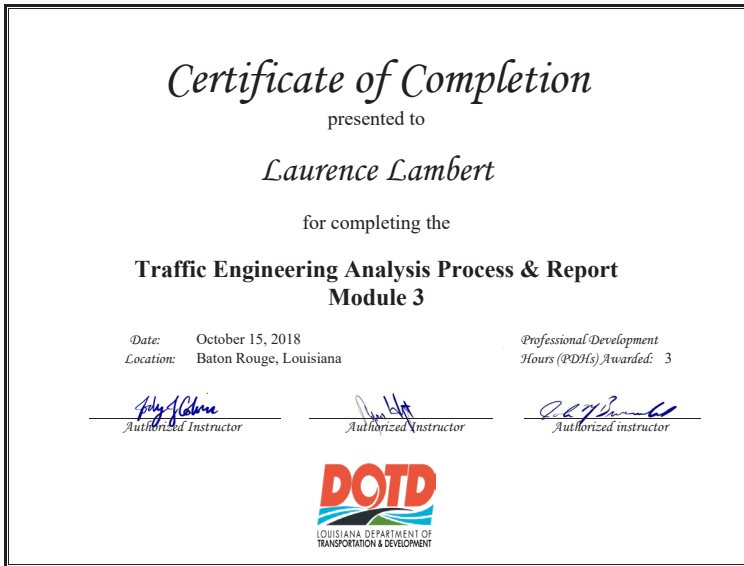 Certificate of Completion
presented to
Laurence Lambert
for completing the
Traffic Engineering Analysis Process & Report
Module 3
Date: October 15, 2018
Location: Baton Rouge, Louisiana
Professional Development
Hours (PDHs) Awarded: 3
Authorized Instructor
Authorized Instructor
Authorized instructor
DOTD
LOUISIANA DEPARTMENT OF
TRANSPORTATION & DEVELOPMENT